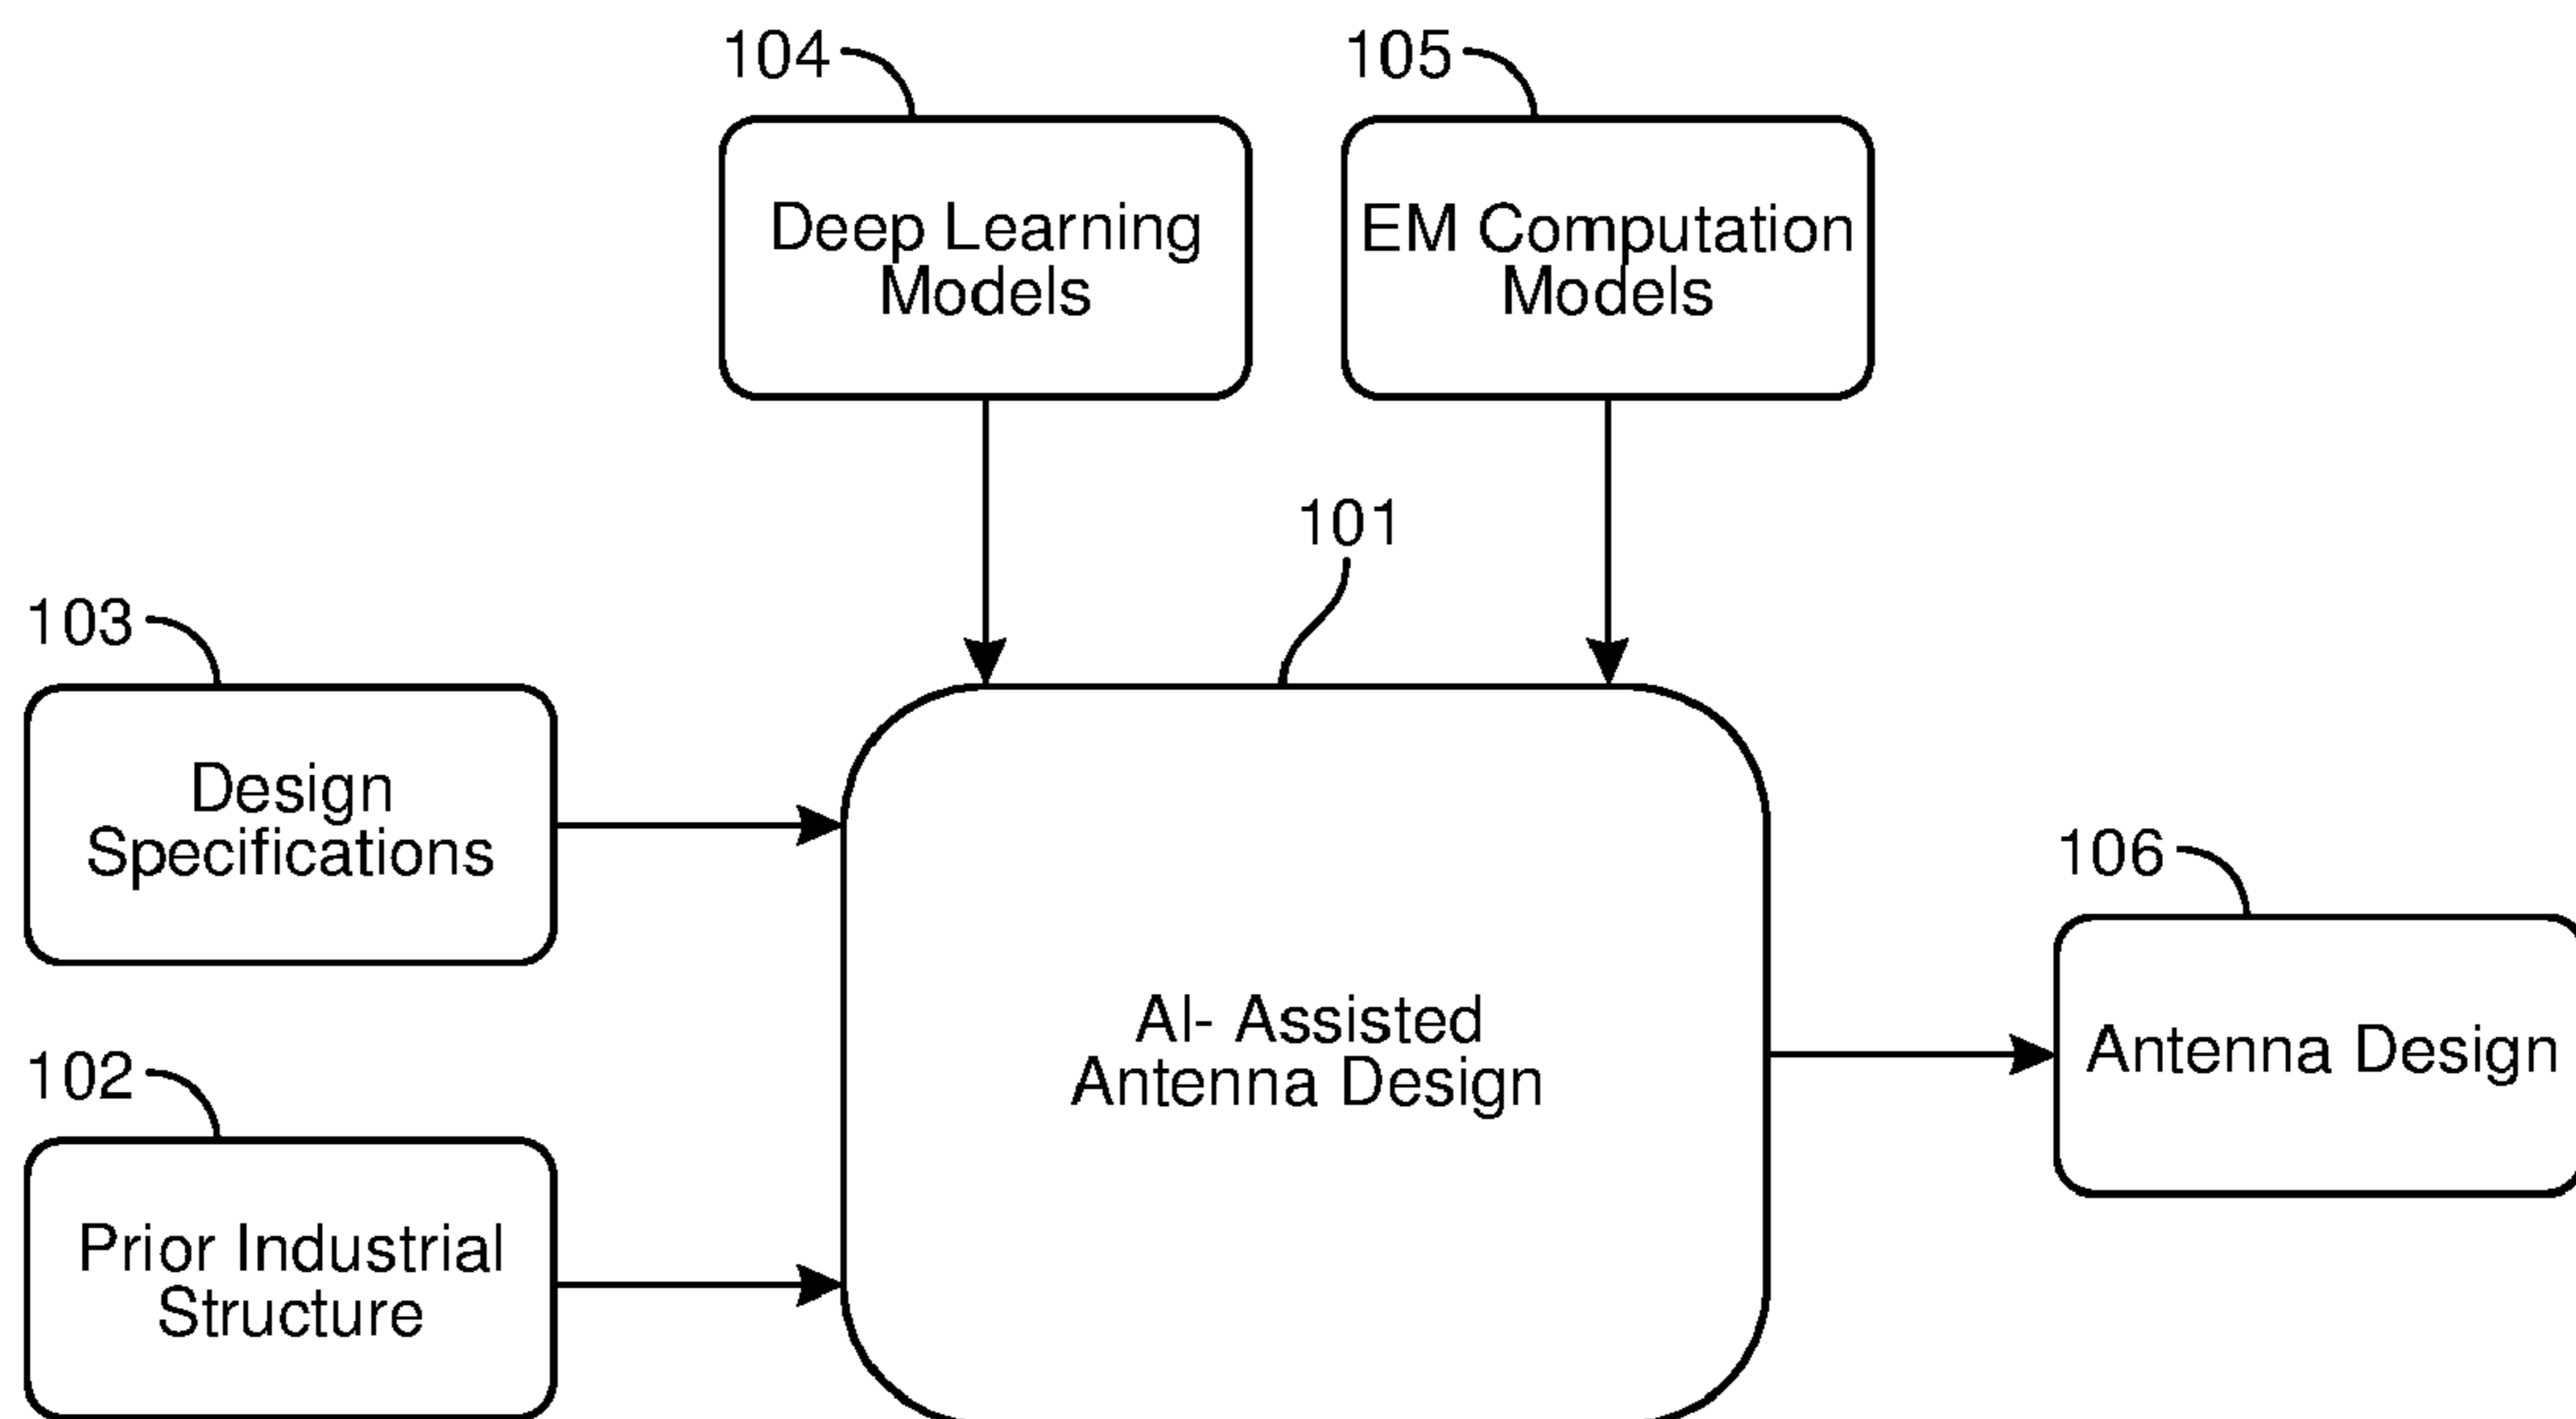 104
105
Deep Learning
Models
EM Computation
Models
101
103
Design
Specifications
106
AI- Assisted
Antenna Design
Antenna Design
102
Prior Industrial
Structure